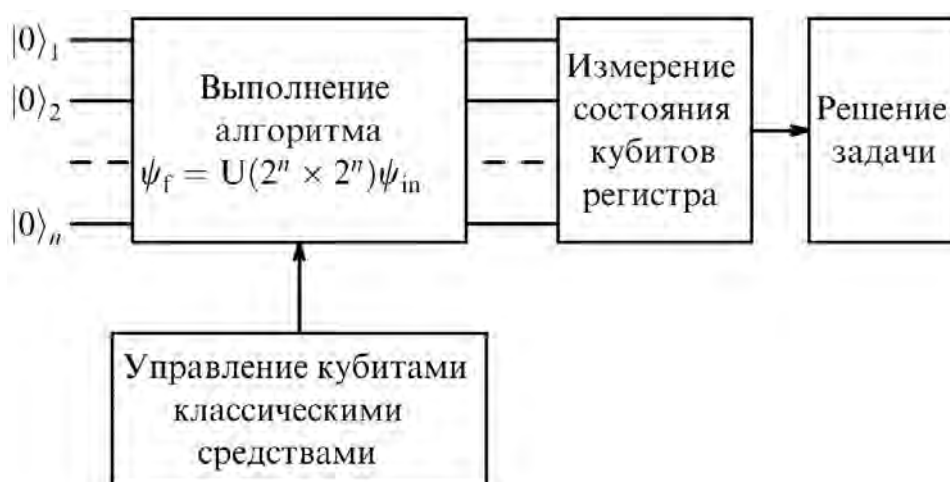 |0⟩₁
|0⟩₂
|0⟩ₙ
Выполнение
алгоритма
ψf = U(2ⁿ × 2ⁿ)ψin
Измерение
состояния
кубитов
регистра
Решение
задачи
Управление кубитами
классическими
средствами